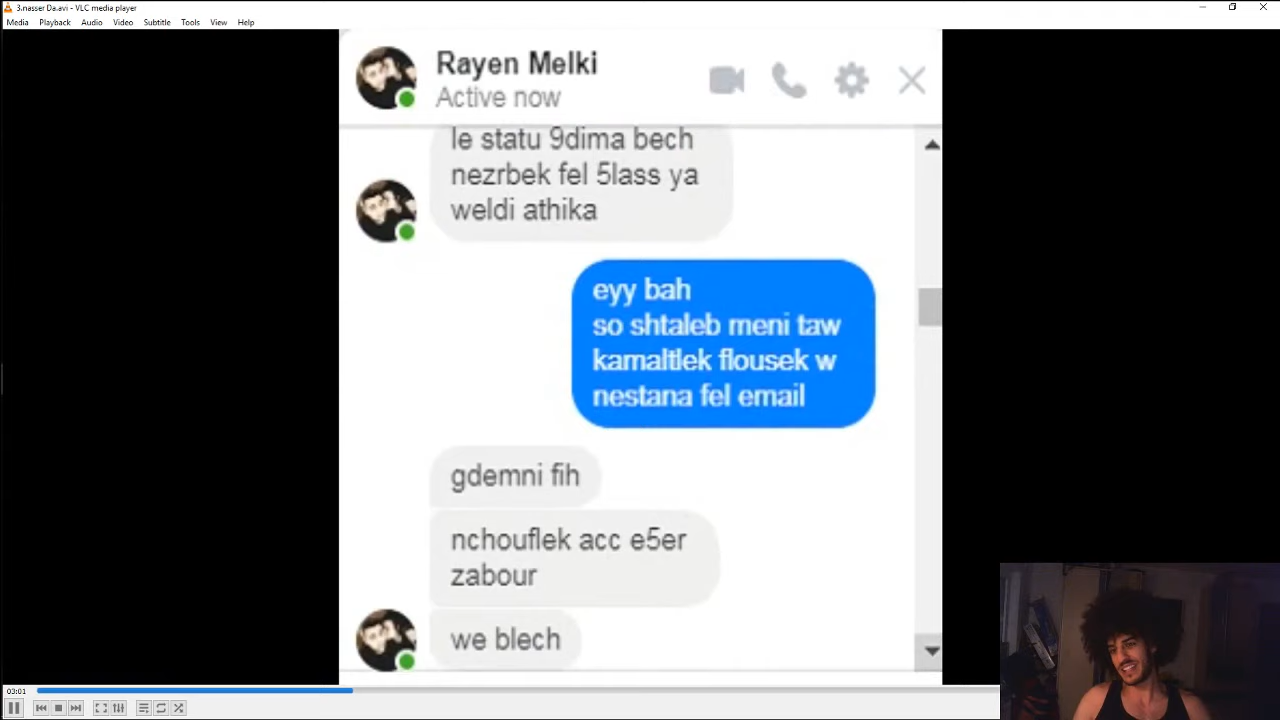 3.nasser Da.avi - VLC media player
Media Playback Audio Video Subtitle Tools View Help
Rayen Melki
Active now
le statu 9dima bech
nezrbek fel 5lass ya
weldi athika
eyy bah
so shtaleb meni taw
kamaltlek flousek w
nestana fel email
gdemni fih
nchouflek acc e5er
zabour
we blech
03:01